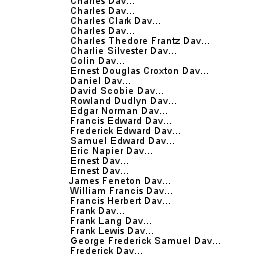 Charles Dav...
Charles Dav...
Charles Clark Dav...
Charles Dav...
Charles Thedore Frantz Dav...
Charlie Silvester Dav...
Colin Dav...
Ernest Douglas Croxton Dav...
Daniel Dav...
David Scobie Dav...
Rowland Dudlyn Dav...
Edgar Norman Dav...
Francis Edward Dav...
Frederick Edward Dav...
Samuel Edward Dav...
Eric Napier Dav...
Ernest Dav...
Ernest Dav...
James Feneton Dav...
William Francis Dav...
Francis Herbert Dav...
Frank Dav...
Frank Lang Dav...
Frank Lewis Dav...
George Frederick Samuel Dav...
Frederick Dav...